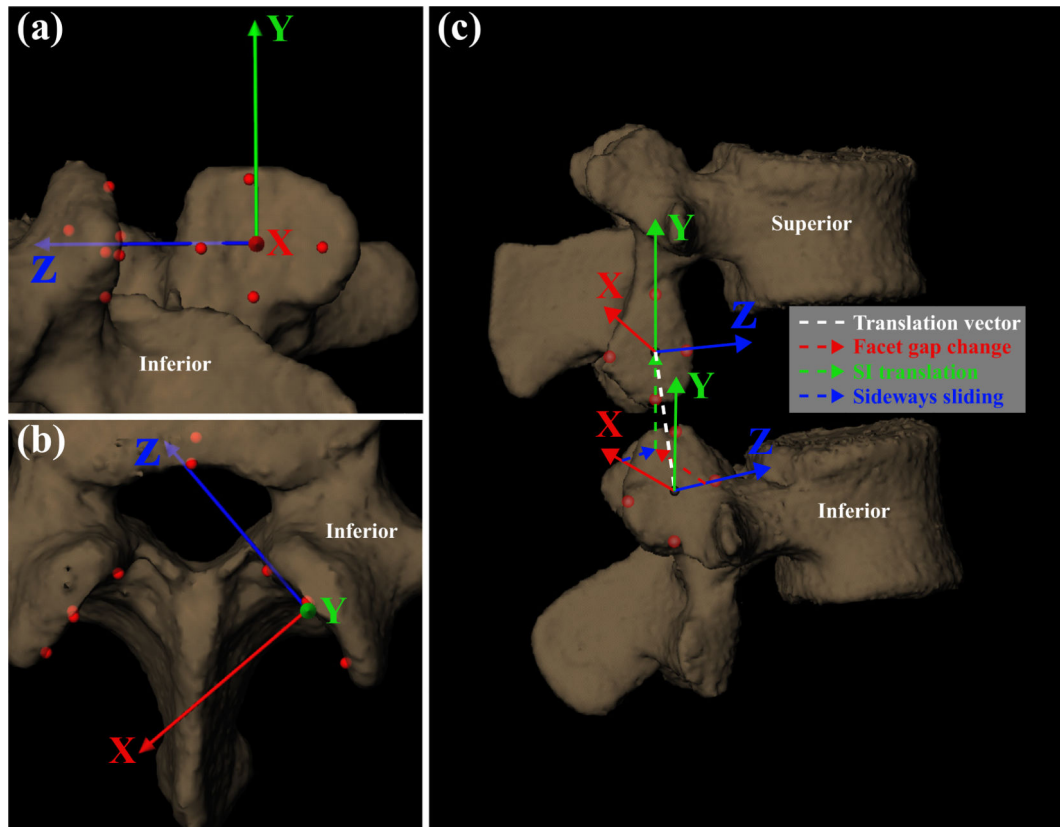 (a)
Y
X
Z
Inferior
(b)
Z
Inferior
Y
X
(c)
Superior
Y
X
Z
Translation vector
Facet gap change
SI translation
Sideways sliding
Y
X
Z
Inferior